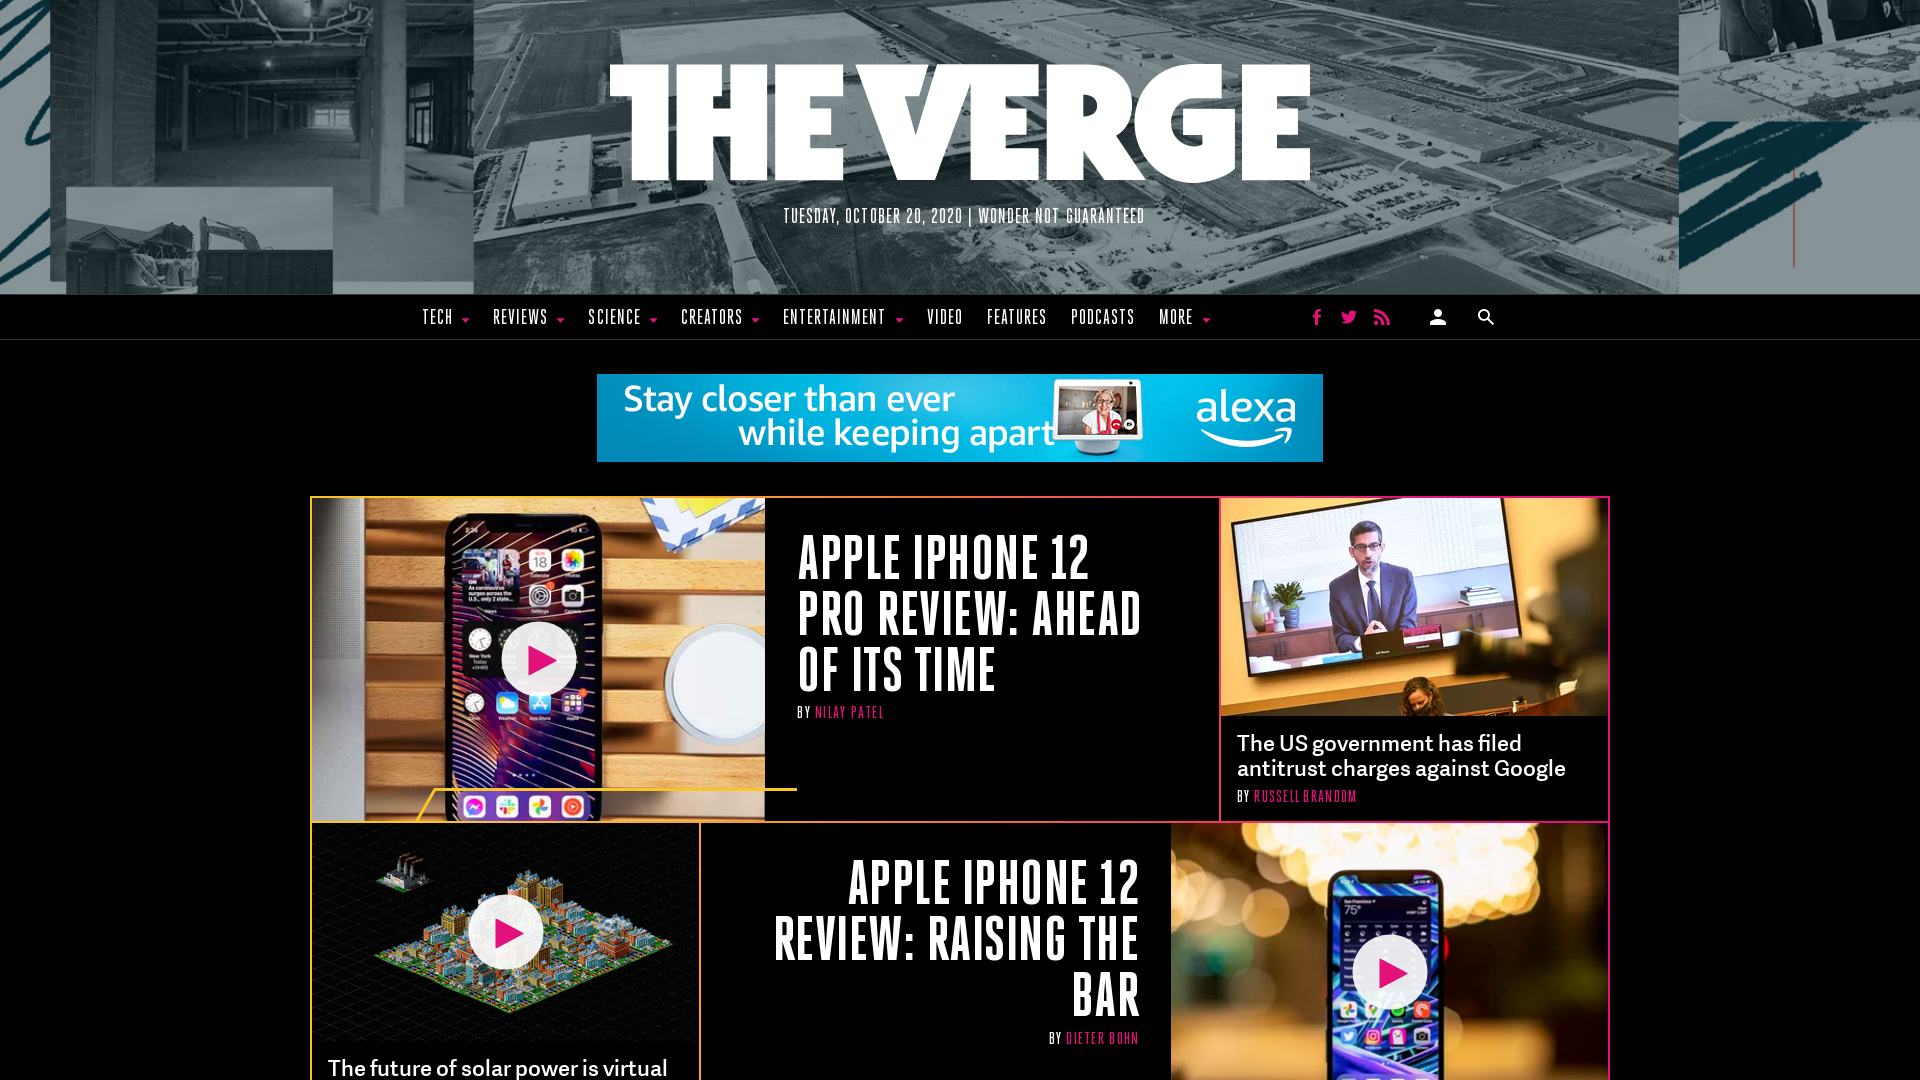 THE VERGE
TUESDAY, OCTOBER 20, 2020 | WONDER NOT GUARANTEED
TECH REVIEWS SCIENCE CREATORS ENTERTAINMENT VIDEO FEATURES PODCASTS MORE
Stay closer than ever
while keeping apart
alexa
APPLE IPHONE 12
PRO REVIEW: AHEAD
OF ITS TIME
BY NILAY PATEL
The US government has filed
antitrust charges against Google
BY RUSSELL BRANDOM
APPLE IPHONE 12
REVIEW: RAISING THE
BAR
BY DIETER BOHN
The future of solar power is virtual